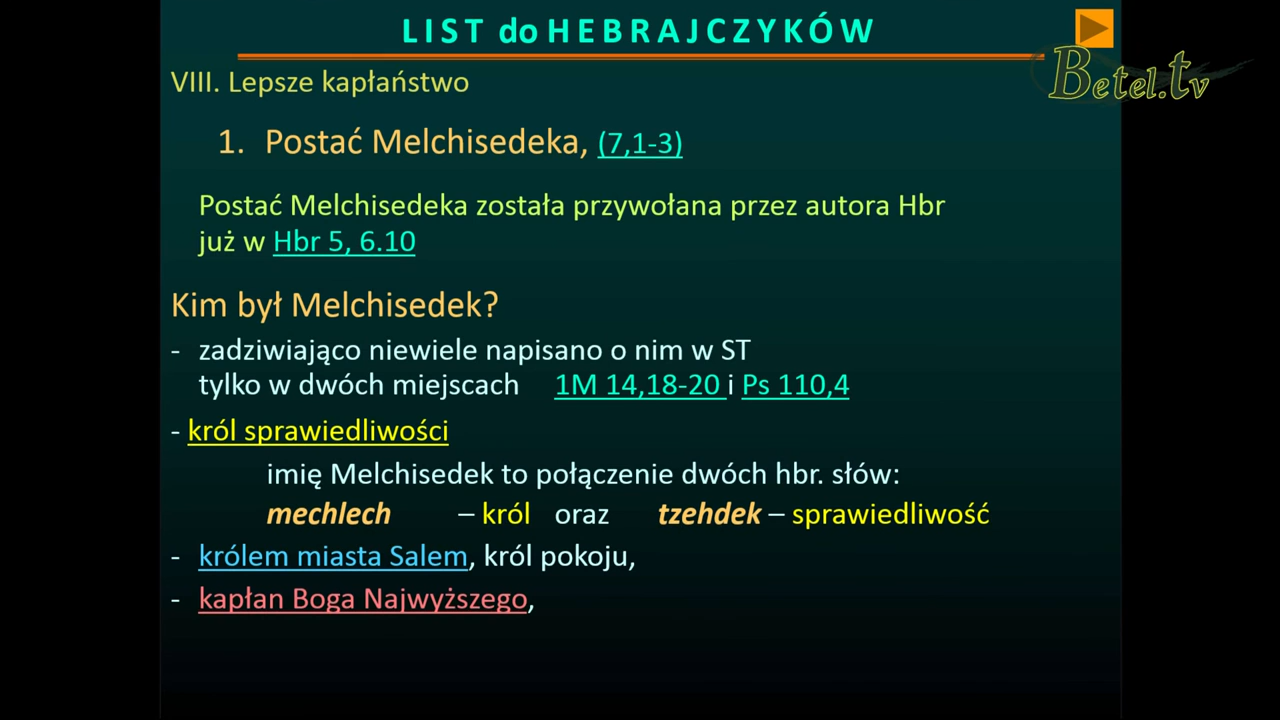 LIST do HEBRAJCZYKÓW
Betel.tv
VIII. Lepsze kapłaństwo
1. Postać Melchisedeka, (7,1-3)
Postać Melchisedeka została przywołana przez autora Hbr
już w Hbr 5, 6.10
Kim był Melchisedek?
- zadziwiająco niewiele napisano o nim w ST
tylko w dwóch miejscach 1M 14,18-20 i Ps 110,4
- król sprawiedliwości
imię Melchisedek to połączenie dwóch hbr. słów:
mechlech – król oraz tzehdek – sprawiedliwość
- królem miasta Salem, król pokoju,
- kapłan Boga Najwyższego,